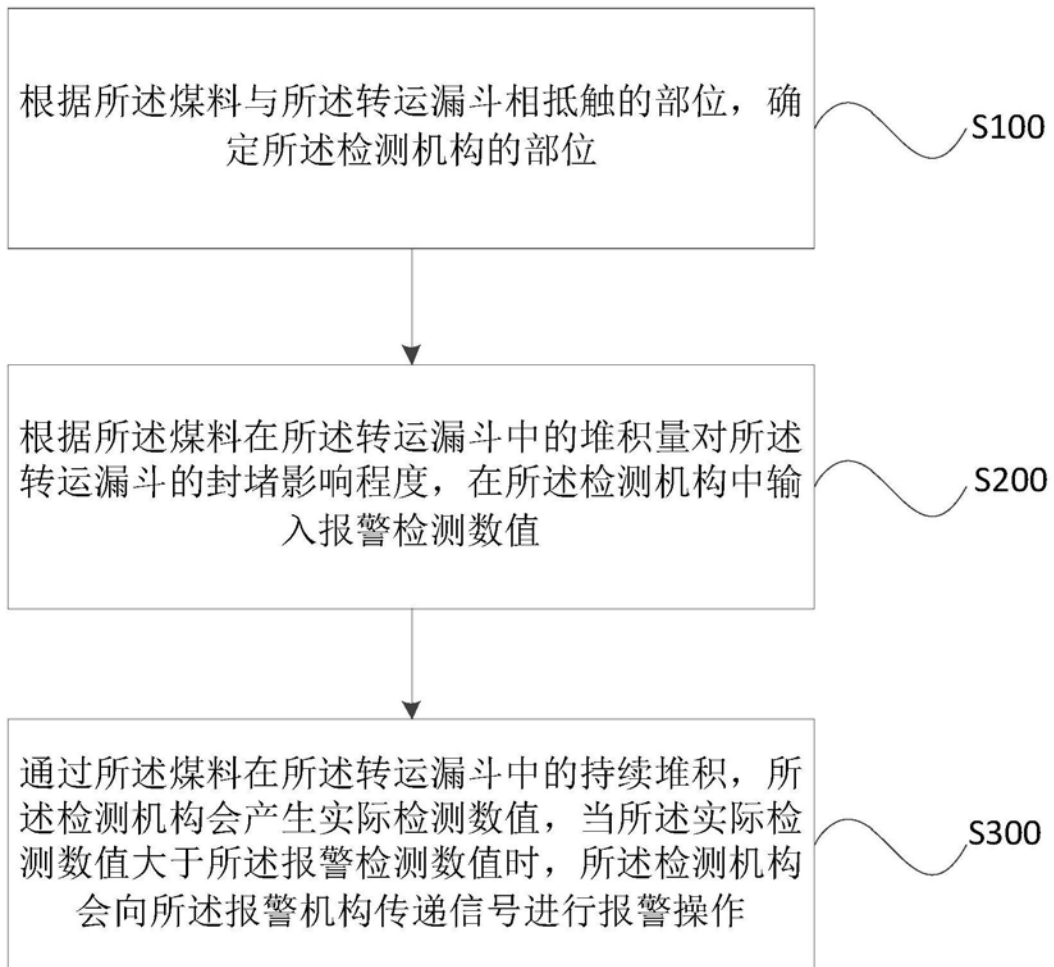 根据所述煤料与所述转运漏斗相抵触的部位，确
定所述检测机构的部位
S100
根据所述煤料在所述转运漏斗中的堆积量对所述
转运漏斗的封堵影响程度，在所述检测机构中输
入报警检测数值
S200
通过所述煤料在所述转运漏斗中的持续堆积，所
述检测机构会产生实际检测数值，当所述实际检
测数值大于所述报警检测数值时，所述检测机构
会向所述报警机构传递信号进行报警操作
S300